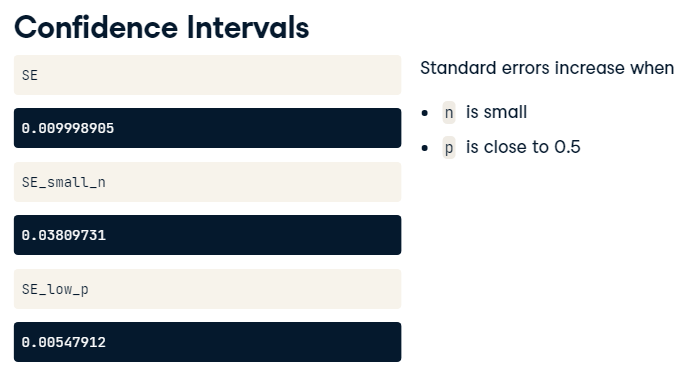 Confidence Intervals
SE
0.009998905
SE_small_n
0.03809731
SE_low_p
0.00547912
Standard errors increase when
• n is small
• p is close to 0.5